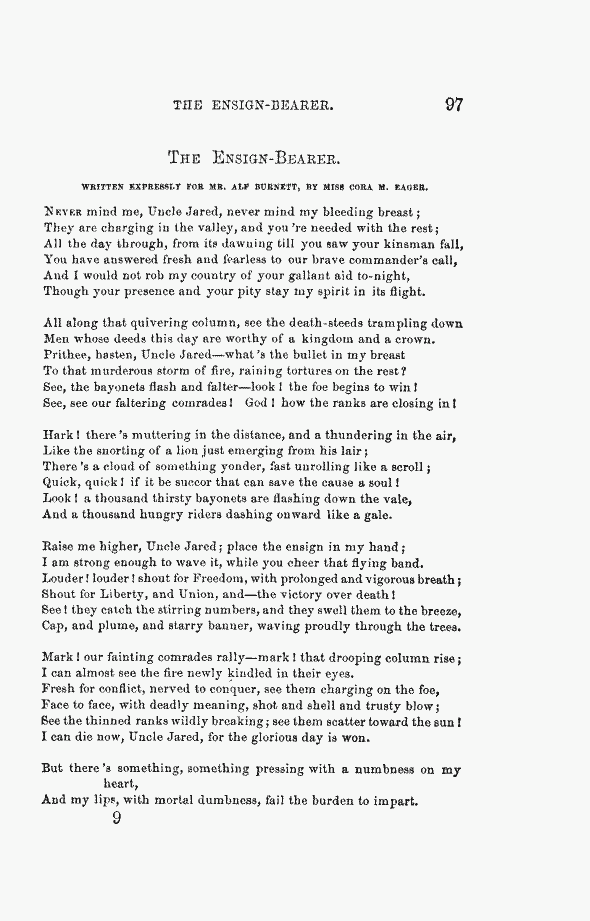 THE ENSIGN-BEARER. 97
THE ENSIGN-BEARER.
WRITTEN EXPRESSLY FOR MR. ALF BURNETT, BY MISS CORA M. EAGER.
NEVER mind me, Uncle Jared, never mind my bleeding breast;
They are charging in the valley, and you 're needed with the rest;
All the day through, from its dawning till you saw your kinsman fall,
You have answered fresh and fearless to our brave commander's call,
And I would not rob my country of your gallant aid to-night,
Though your presence and your pity stay my spirit in its flight.
All along that quivering column, see the death-steeds trampling down
Men whose deeds this day are worthy of a kingdom and a crown.
Prithee, hasten, Uncle Jared—what 's the bullet in my breast
To that murderous storm of fire, raining tortures on the rest?
See, the bayonets flash and falter—look! the foe begins to win!
See, see our faltering comrades! God! how the ranks are closing in!
Hark! there 's muttering in the distance, and a thundering in the air,
Like the snorting of a lion just emerging from his lair;
There 's a cloud of something yonder, fast unrolling like a scroll;
Quick, quick! if it be succor that can save the cause a soul!
Look! a thousand thirsty bayonets are flashing down the vale,
And a thousand hungry riders dashing onward like a gale.
Raise me higher, Uncle Jared; place the ensign in my hand;
I am strong enough to wave it, while you cheer that flying band.
Louder! louder! shout for Freedom, with prolonged and vigorous breath;
Shout for Liberty, and Union, and—the victory over death!
See! they catch the stirring numbers, and they swell them to the breeze,
Cap, and plume, and starry banner, waving proudly through the trees.
Mark! our fainting comrades rally—mark! that drooping column rise;
I can almost see the fire newly kindled in their eyes.
Fresh for conflict, nerved to conquer, see them charging on the foe,
Face to face, with deadly meaning, shot and shell and trusty blow;
See the thinned ranks wildly breaking; see them scatter toward the sun!
I can die now, Uncle Jared, for the glorious day is won.
But there 's something, something pressing with a numbness on my
heart,
And my lips, with mortal dumbness, fail the burden to impart.
9